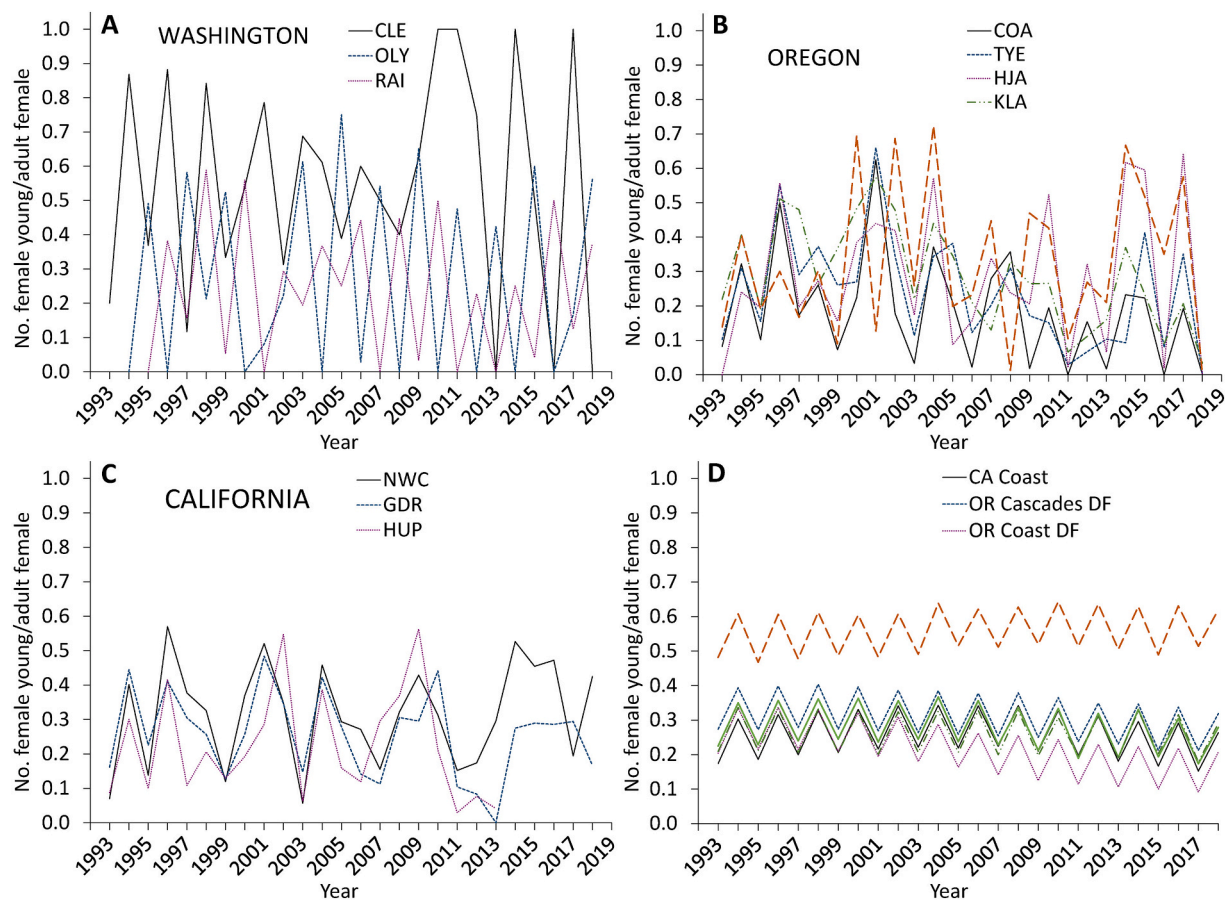 A
WASHINGTON
CLE
OLY
RAI
No. female young/adult female
1.0
0.9
0.8
0.7
0.6
0.5
0.4
0.3
0.2
0.1
0.0
1993 1995 1997 1999 2001 2003 2005 2007 2009 2011 2013 2015 2017 2019
Year
B
OREGON
COA
TYE
HJA
KLA
No. female young/adult female
1.0
0.9
0.8
0.7
0.6
0.5
0.4
0.3
0.2
0.1
0.0
1993 1995 1997 1999 2001 2003 2005 2007 2009 2011 2013 2015 2017 2019
Year
C
CALIFORNIA
NWC
GDR
HUP
No. female young/adult female
1.0
0.9
0.8
0.7
0.6
0.5
0.4
0.3
0.2
0.1
0.0
1993 1995 1997 1999 2001 2003 2005 2007 2009 2011 2013 2015 2017 2019
Year
D
CA Coast
OR Cascades DF
OR Coast DF
No. female young/adult female
1.0
0.9
0.8
0.7
0.6
0.5
0.4
0.3
0.2
0.1
0.0
1993 1995 1997 1999 2001 2003 2005 2007 2009 2011 2013 2015 2017
Year